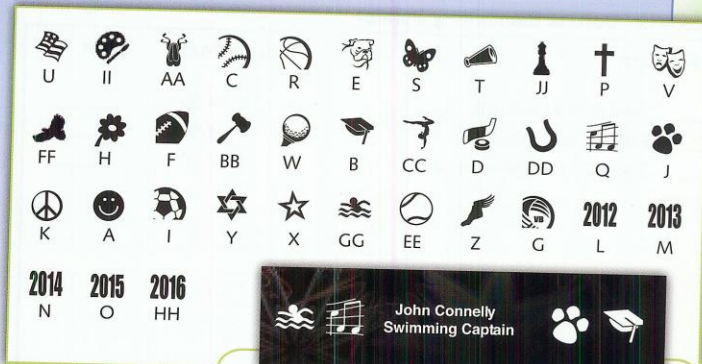 U II AA C R E S T JJ P V
FF H F BB W B CC D DD Q J
VB
2012 2013
K A I Y X GG EE Z G L M
2014 2015 2016
N O HH
John Connelly
Swimming Captain